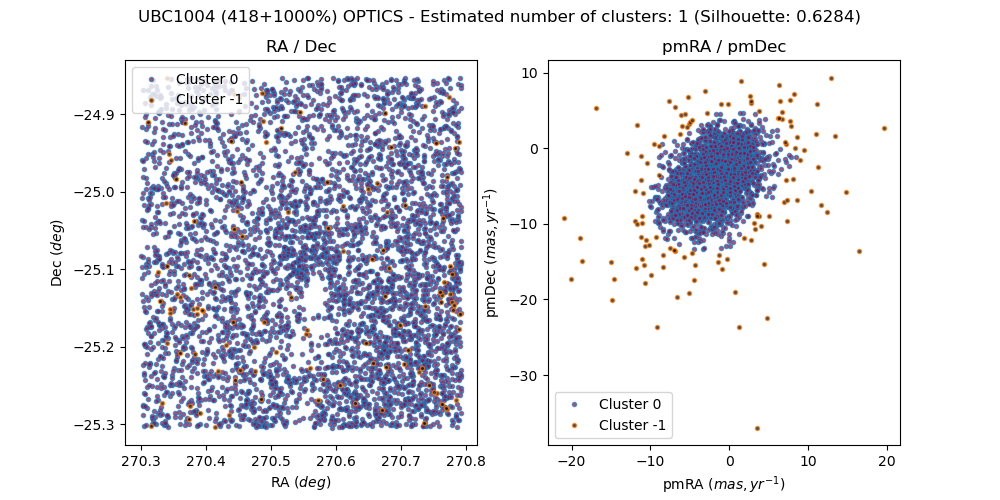 UBC1004 (418+1000%) OPTICS - Estimated number of clusters: 1 (Silhouette: 0.6284)
RA / Dec
Cluster 0
Cluster -1
−24.9
−25.0
−25.1
−25.2
−25.3
Dec (deg)
270.3 270.4 270.5 270.6 270.7 270.8
RA (deg)
pmRA / pmDec
10
0
−10
−20
−30
pmDec (mas, yr⁻¹)
Cluster 0
Cluster -1
−20 −10 0 10 20
pmRA (mas, yr⁻¹)